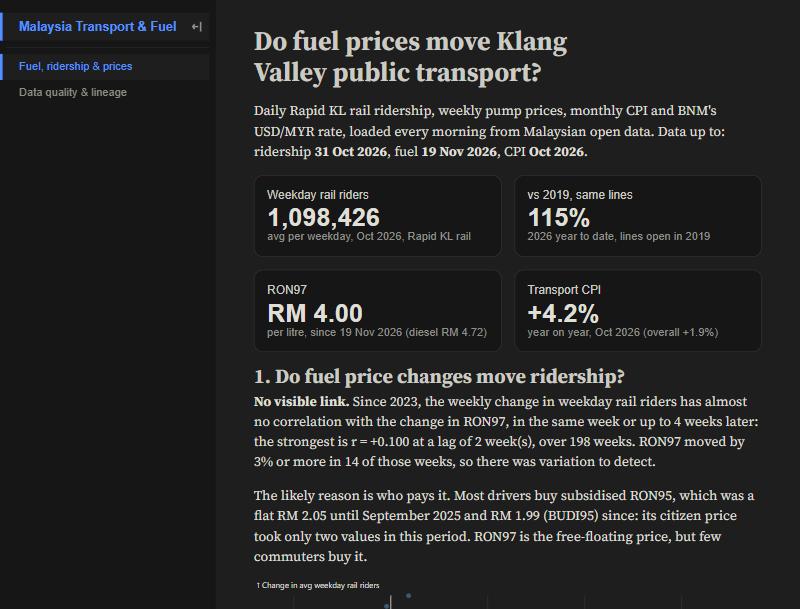 Malaysia Transport & Fuel
Fuel, ridership & prices
Data quality & lineage
Do fuel prices move Klang
Valley public transport?
Daily Rapid KL rail ridership, weekly pump prices, monthly CPI and BNM's
USD/MYR rate, loaded every morning from Malaysian open data. Data up to:
ridership 31 Oct 2026, fuel 19 Nov 2026, CPI Oct 2026.
Weekday rail riders
1,098,426
avg per weekday, Oct 2026, Rapid KL rail
vs 2019, same lines
115%
2026 year to date, lines open in 2019
RON97
RM 4.00
per litre, since 19 Nov 2026 (diesel RM 4.72)
Transport CPI
+4.2%
year on year, Oct 2026 (overall +1.9%)
1. Do fuel price changes move ridership?
No visible link. Since 2023, the weekly change in weekday rail riders has almost
no correlation with the change in RON97, in the same week or up to 4 weeks later:
the strongest is r = +0.100 at a lag of 2 week(s), over 198 weeks. RON97 moved by
3% or more in 14 of those weeks, so there was variation to detect.
The likely reason is who pays it. Most drivers buy subsidised RON95, which was a
flat RM 2.05 until September 2025 and RM 1.99 (BUDI95) since: its citizen price
took only two values in this period. RON97 is the free-floating price, but few
commuters buy it.
↑ Change in avg weekday rail riders